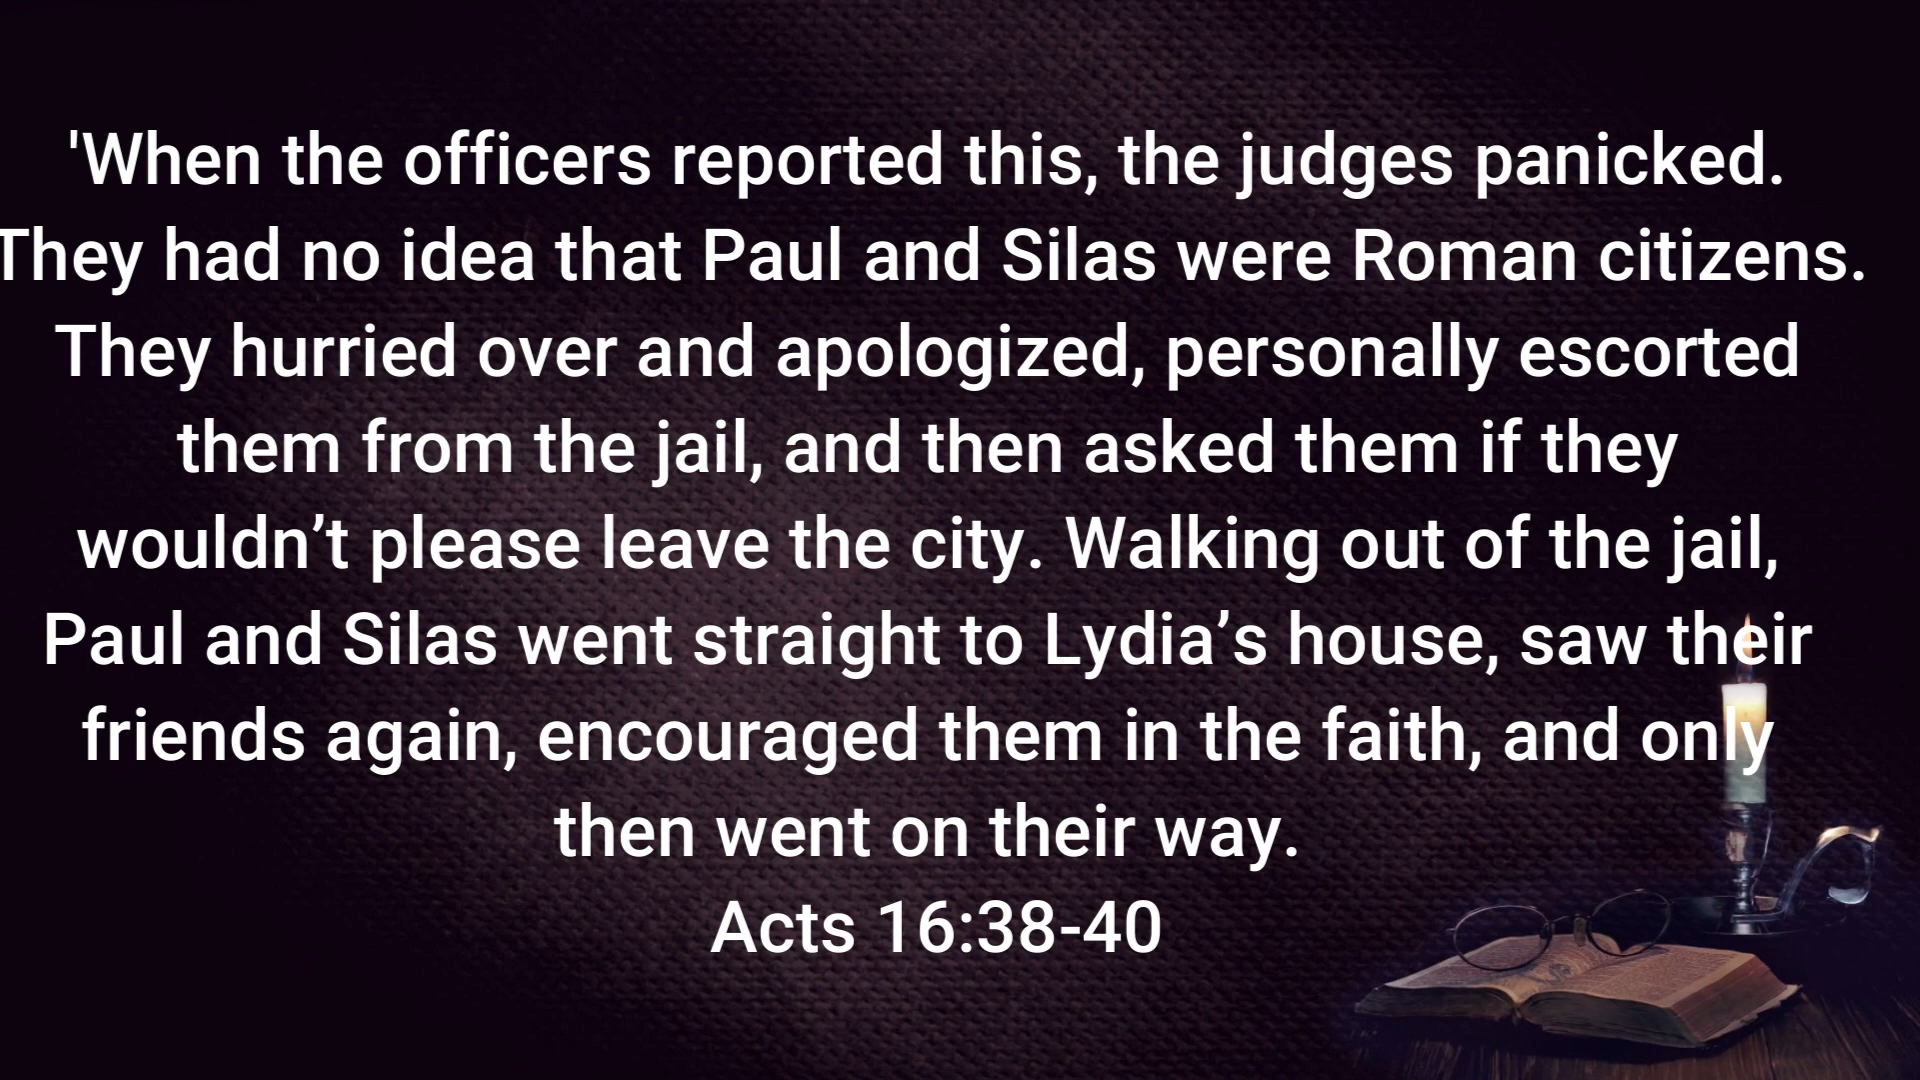 'When the officers reported this, the judges panicked.
They had no idea that Paul and Silas were Roman citizens.
They hurried over and apologized, personally escorted
them from the jail, and then asked them if they
wouldn’t please leave the city. Walking out of the jail,
Paul and Silas went straight to Lydia’s house, saw their
friends again, encouraged them in the faith, and only
then went on their way.
Acts 16:38-40